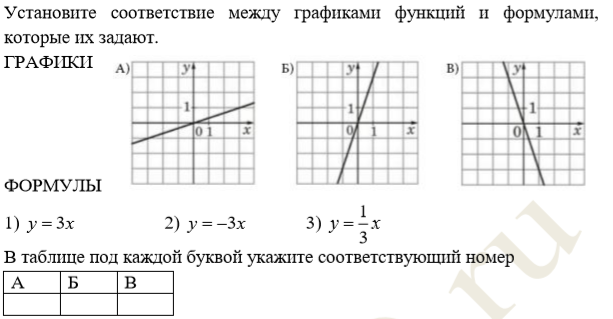 Установите соответствие между графиками функций и формулами,
которые их задают.
ГРАФИКИ
А) y 1 0 1 x
Б) y 1 0 1 x
В) y 1 0 1 x
ФОРМУЛЫ
1) y = 3x 2) y = –3x 3) y = 1/3 x
В таблице под каждой буквой укажите соответствующий номер
А Б В